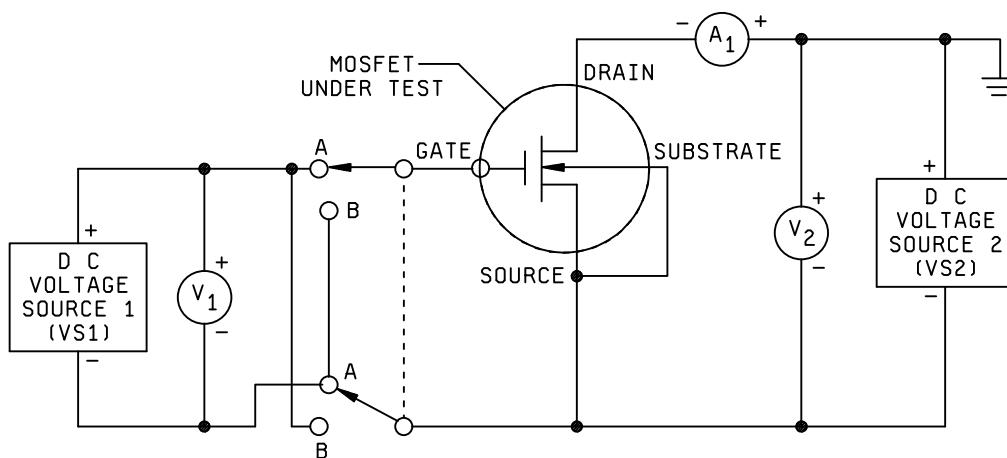 - A1 +
MOSFET
UNDER TEST
DRAIN
A
GATE
SUBSTRATE
B
+
D C
VOLTAGE
SOURCE 1
(VS1)
-
+
V1
-
SOURCE
+
V2
-
+
D C
VOLTAGE
SOURCE 2
(VS2)
-
A
B